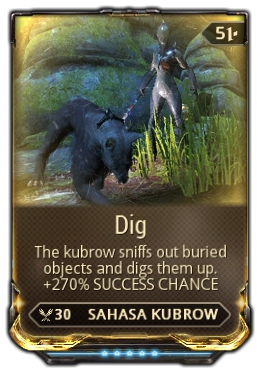 51
Dig
The kubrow sniffs out buried
objects and digs them up.
+270% SUCCESS CHANCE
30 SAHASA KUBROW